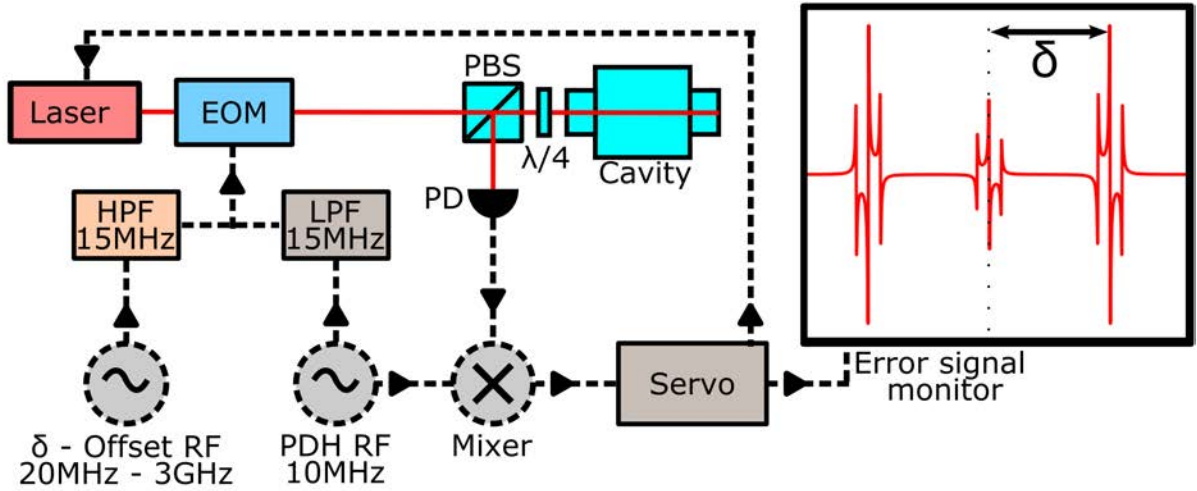 Laser
EOM
PBS
λ/4
Cavity
PD
HPF
15MHz
LPF
15MHz
δ - Offset RF
20MHz - 3GHz
PDH RF
10MHz
Mixer
Servo
δ
Error signal
monitor